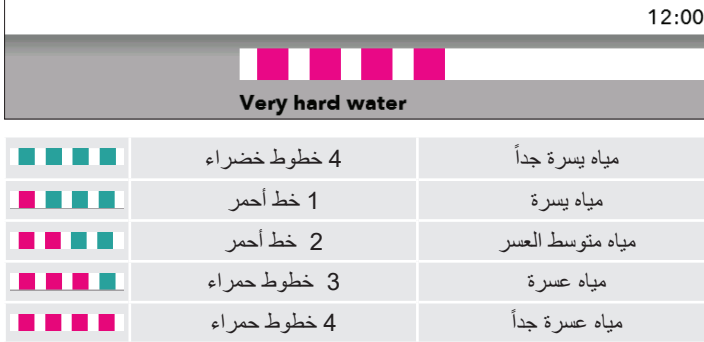 12:00
Very hard water
مياه يسرة جداً 4 خطوط خضراء
مياه يسرة 1 خط أحمر
مياه متوسط العسر 2 خط أحمر
مياه عسرة 3 خطوط حمراء
مياه عسرة جداً 4 خطوط حمراء